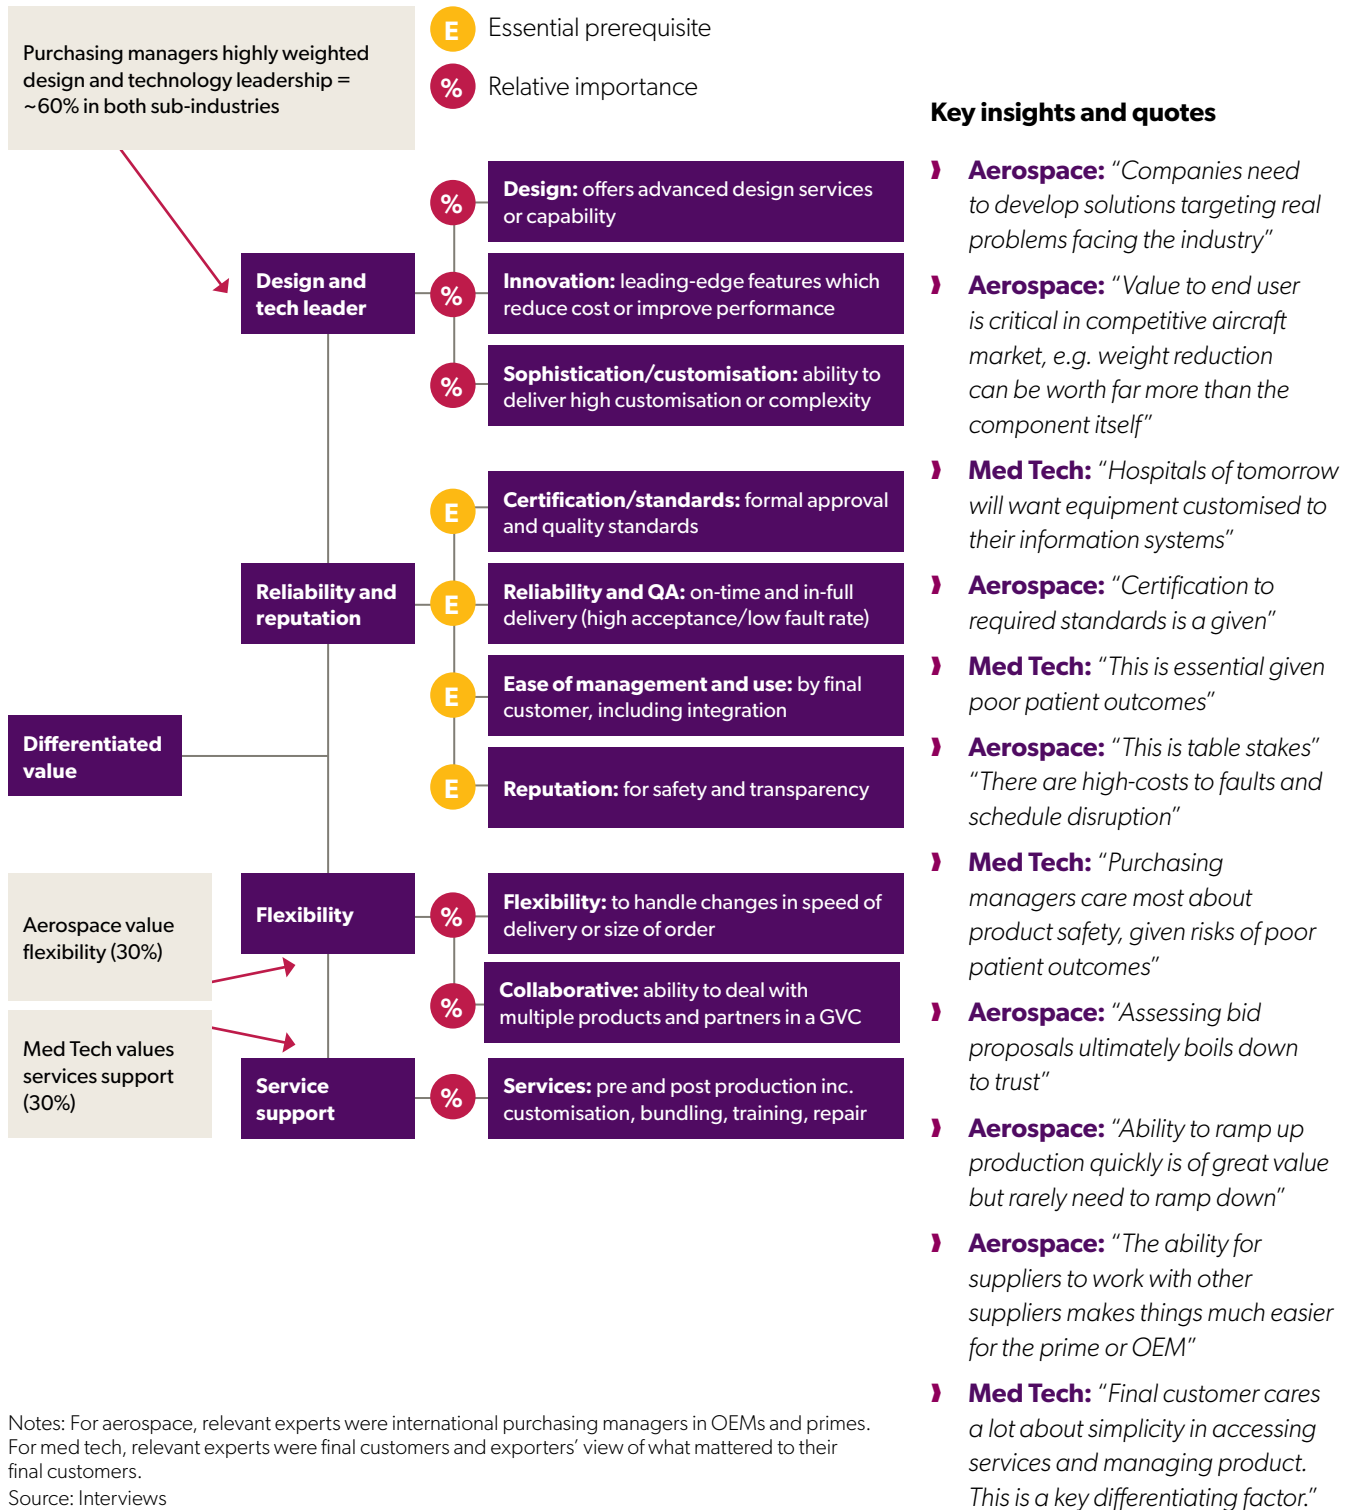 Purchasing managers highly weighted
design and technology leadership =
~60% in both sub-industries
E Essential prerequisite
% Relative importance
Design and
tech leader
% Design: offers advanced design services
or capability
% Innovation: leading-edge features which
reduce cost or improve performance
% Sophistication/customisation: ability to
deliver high customisation or complexity
Reliability and
reputation
E Certification/standards: formal approval
and quality standards
E Reliability and QA: on-time and in-full
delivery (high acceptance/low fault rate)
E Ease of management and use: by final
customer, including integration
E Reputation: for safety and transparency
Differentiated
value
Aerospace value
flexibility (30%)
Flexibility
% Flexibility: to handle changes in speed of
delivery or size of order
% Collaborative: ability to deal with
multiple products and partners in a GVC
Med Tech values
services support
(30%)
Service
support
% Services: pre and post production inc.
customisation, bundling, training, repair
Key insights and quotes
Aerospace: "Companies need
to develop solutions targeting real
problems facing the industry"
Aerospace: "Value to end user
is critical in competitive aircraft
market, e.g. weight reduction
can be worth far more than the
component itself"
Med Tech: "Hospitals of tomorrow
will want equipment customised to
their information systems"
Aerospace: "Certification to
required standards is a given"
Med Tech: "This is essential given
poor patient outcomes"
Aerospace: "This is table stakes"
"There are high-costs to faults and
schedule disruption"
Med Tech: "Purchasing
managers care most about
product safety, given risks of poor
patient outcomes"
Aerospace: "Assessing bid
proposals ultimately boils down
to trust"
Aerospace: "Ability to ramp up
production quickly is of great value
but rarely need to ramp down"
Aerospace: "The ability for
suppliers to work with other
suppliers makes things much easier
for the prime or OEM"
Med Tech: "Final customer cares
a lot about simplicity in accessing
services and managing product.
This is a key differentiating factor."
Notes: For aerospace, relevant experts were international purchasing managers in OEMs and primes.
For med tech, relevant experts were final customers and exporters' view of what mattered to their
final customers.
Source: Interviews